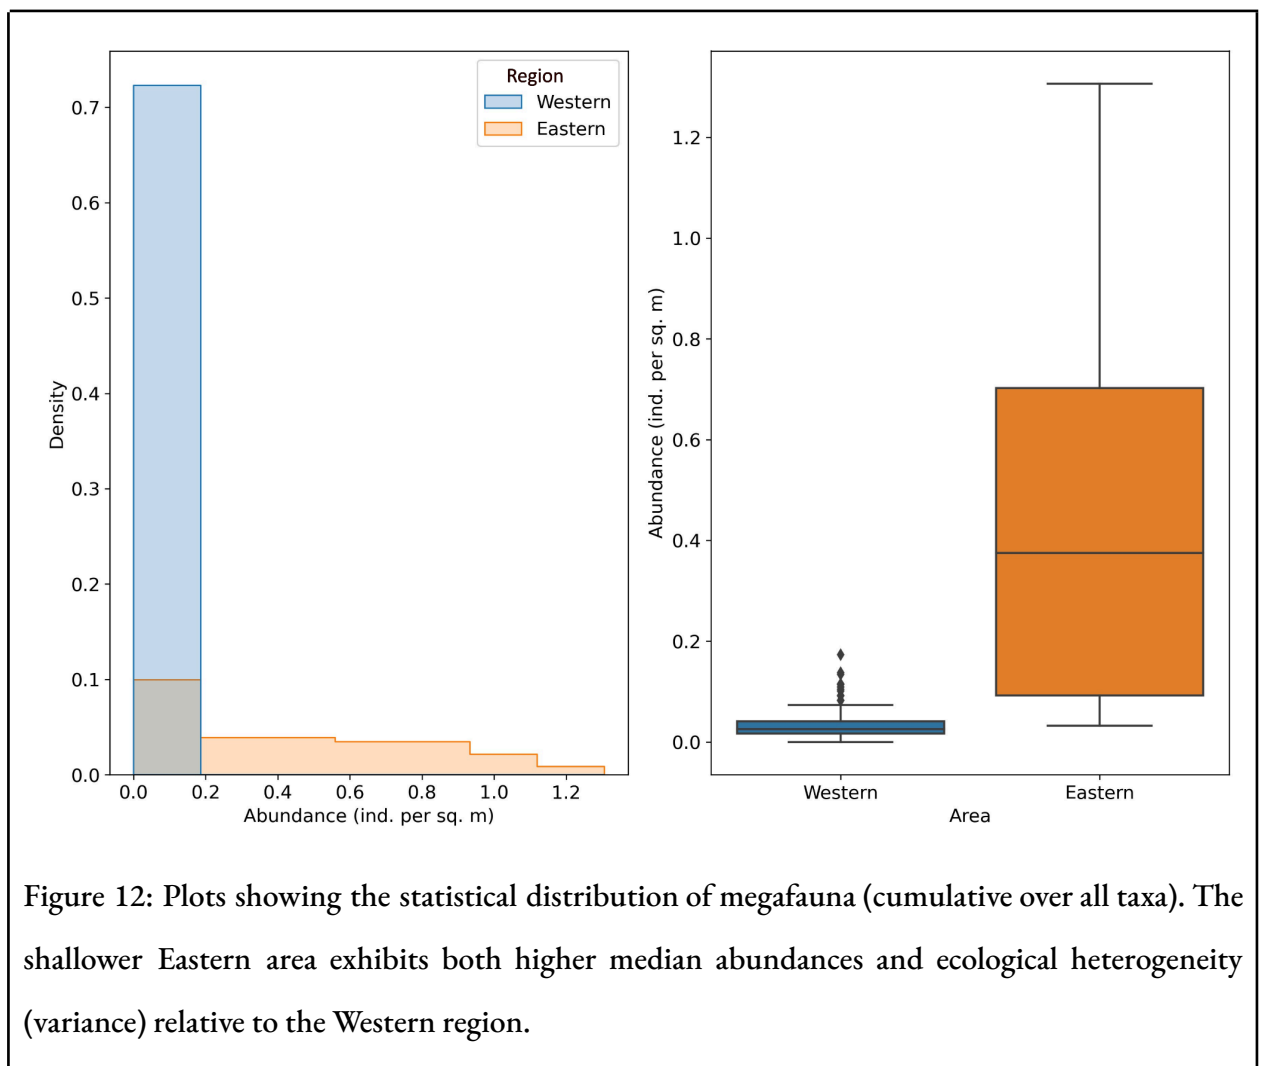 Region
Western
Eastern
0.7
0.6
0.5
0.4
0.3
0.2
0.1
0.0
Density
0.0 0.2 0.4 0.6 0.8 1.0 1.2
Abundance (ind. per sq. m)
1.2
1.0
0.8
0.6
0.4
0.2
0.0
Abundance (ind. per sq. m)
Western Eastern
Area
Figure 12: Plots showing the statistical distribution of megafauna (cumulative over all taxa). The
shallower Eastern area exhibits both higher median abundances and ecological heterogeneity
(variance) relative to the Western region.